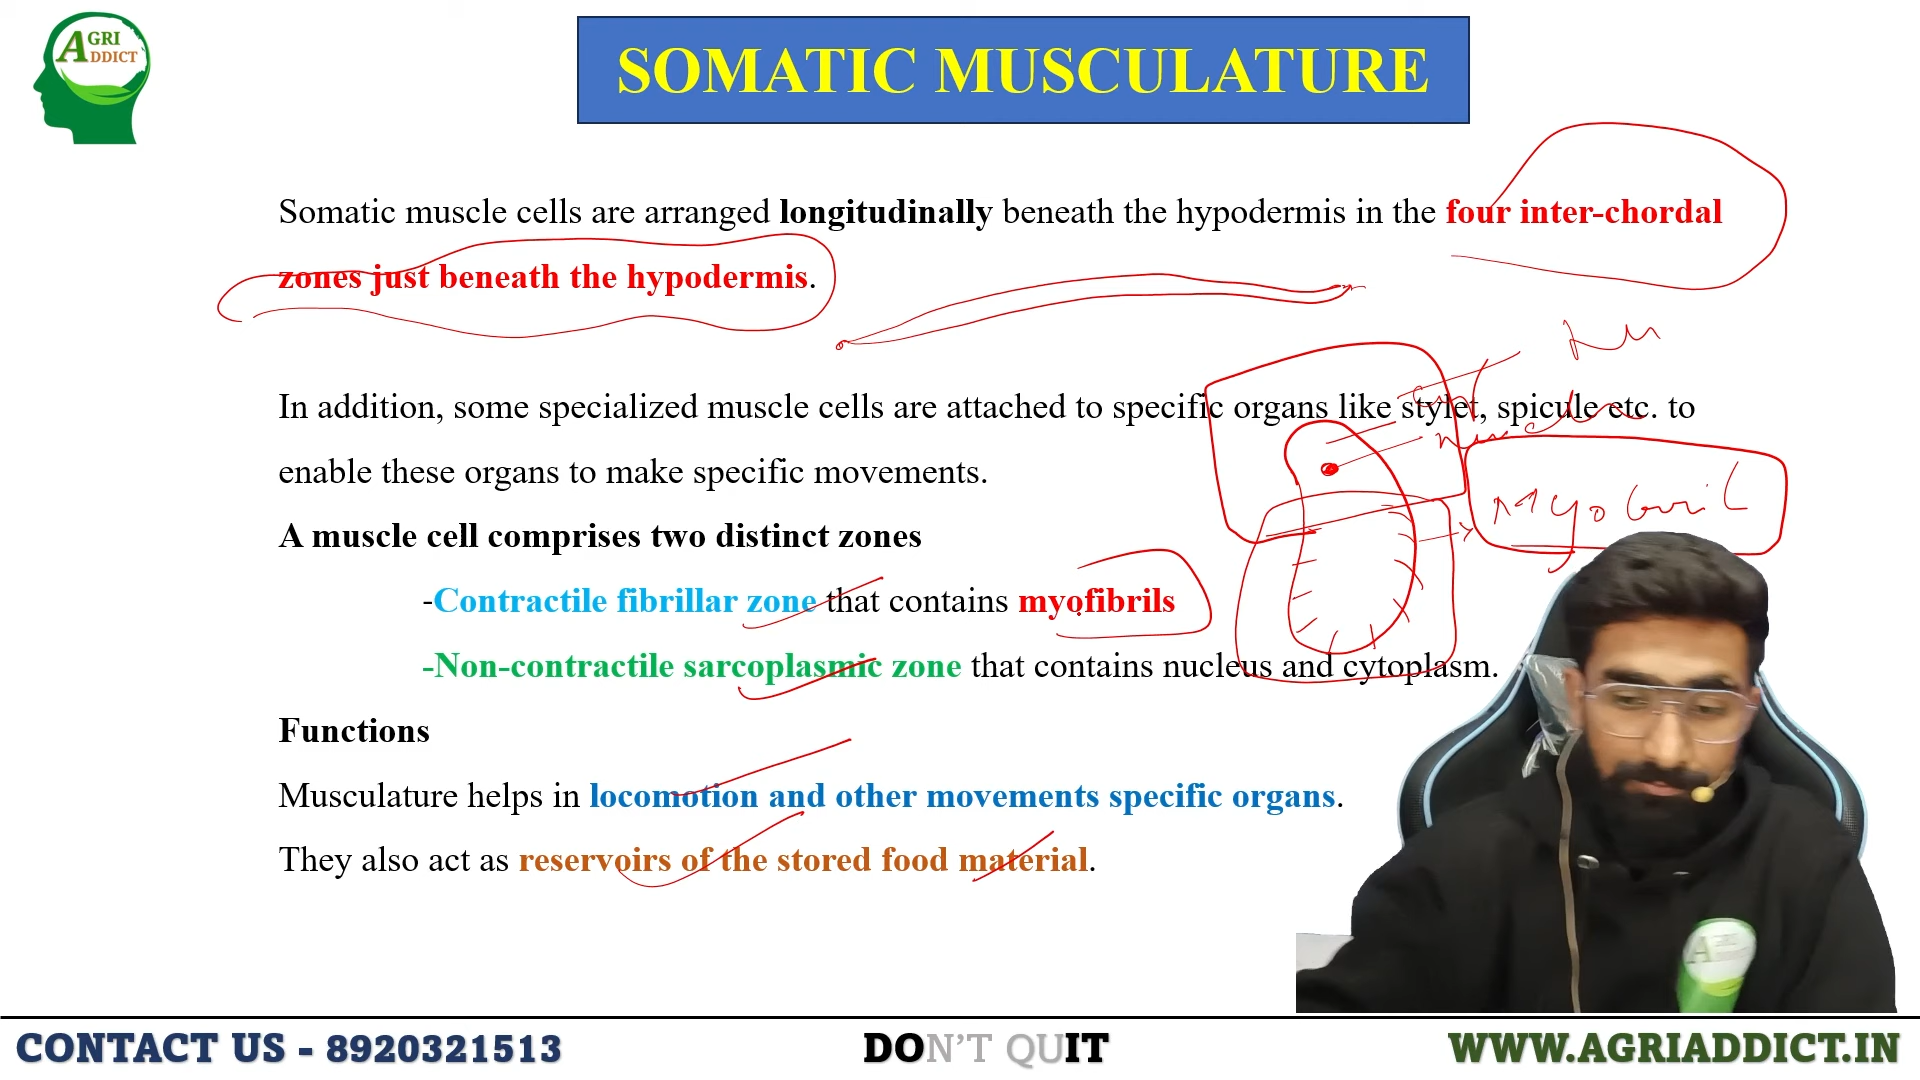 AGRI
ADDICT
SOMATIC MUSCULATURE
Somatic muscle cells are arranged longitudinally beneath the hypodermis in the four inter-chordal
zones just beneath the hypodermis.
In addition, some specialized muscle cells are attached to specific organs like stylet, spicule etc. to
enable these organs to make specific movements.
A muscle cell comprises two distinct zones
-Contractile fibrillar zone that contains myofibrils
-Non-contractile sarcoplasmic zone that contains nucleus and cytoplasm.
Functions
Musculature helps in locomotion and other movements specific organs.
They also act as reservoirs of the stored food material.
AGRI
ADDICT
CONTACT US - 8920321513
DON'T QUIT
WWW.AGRIADDICT.IN